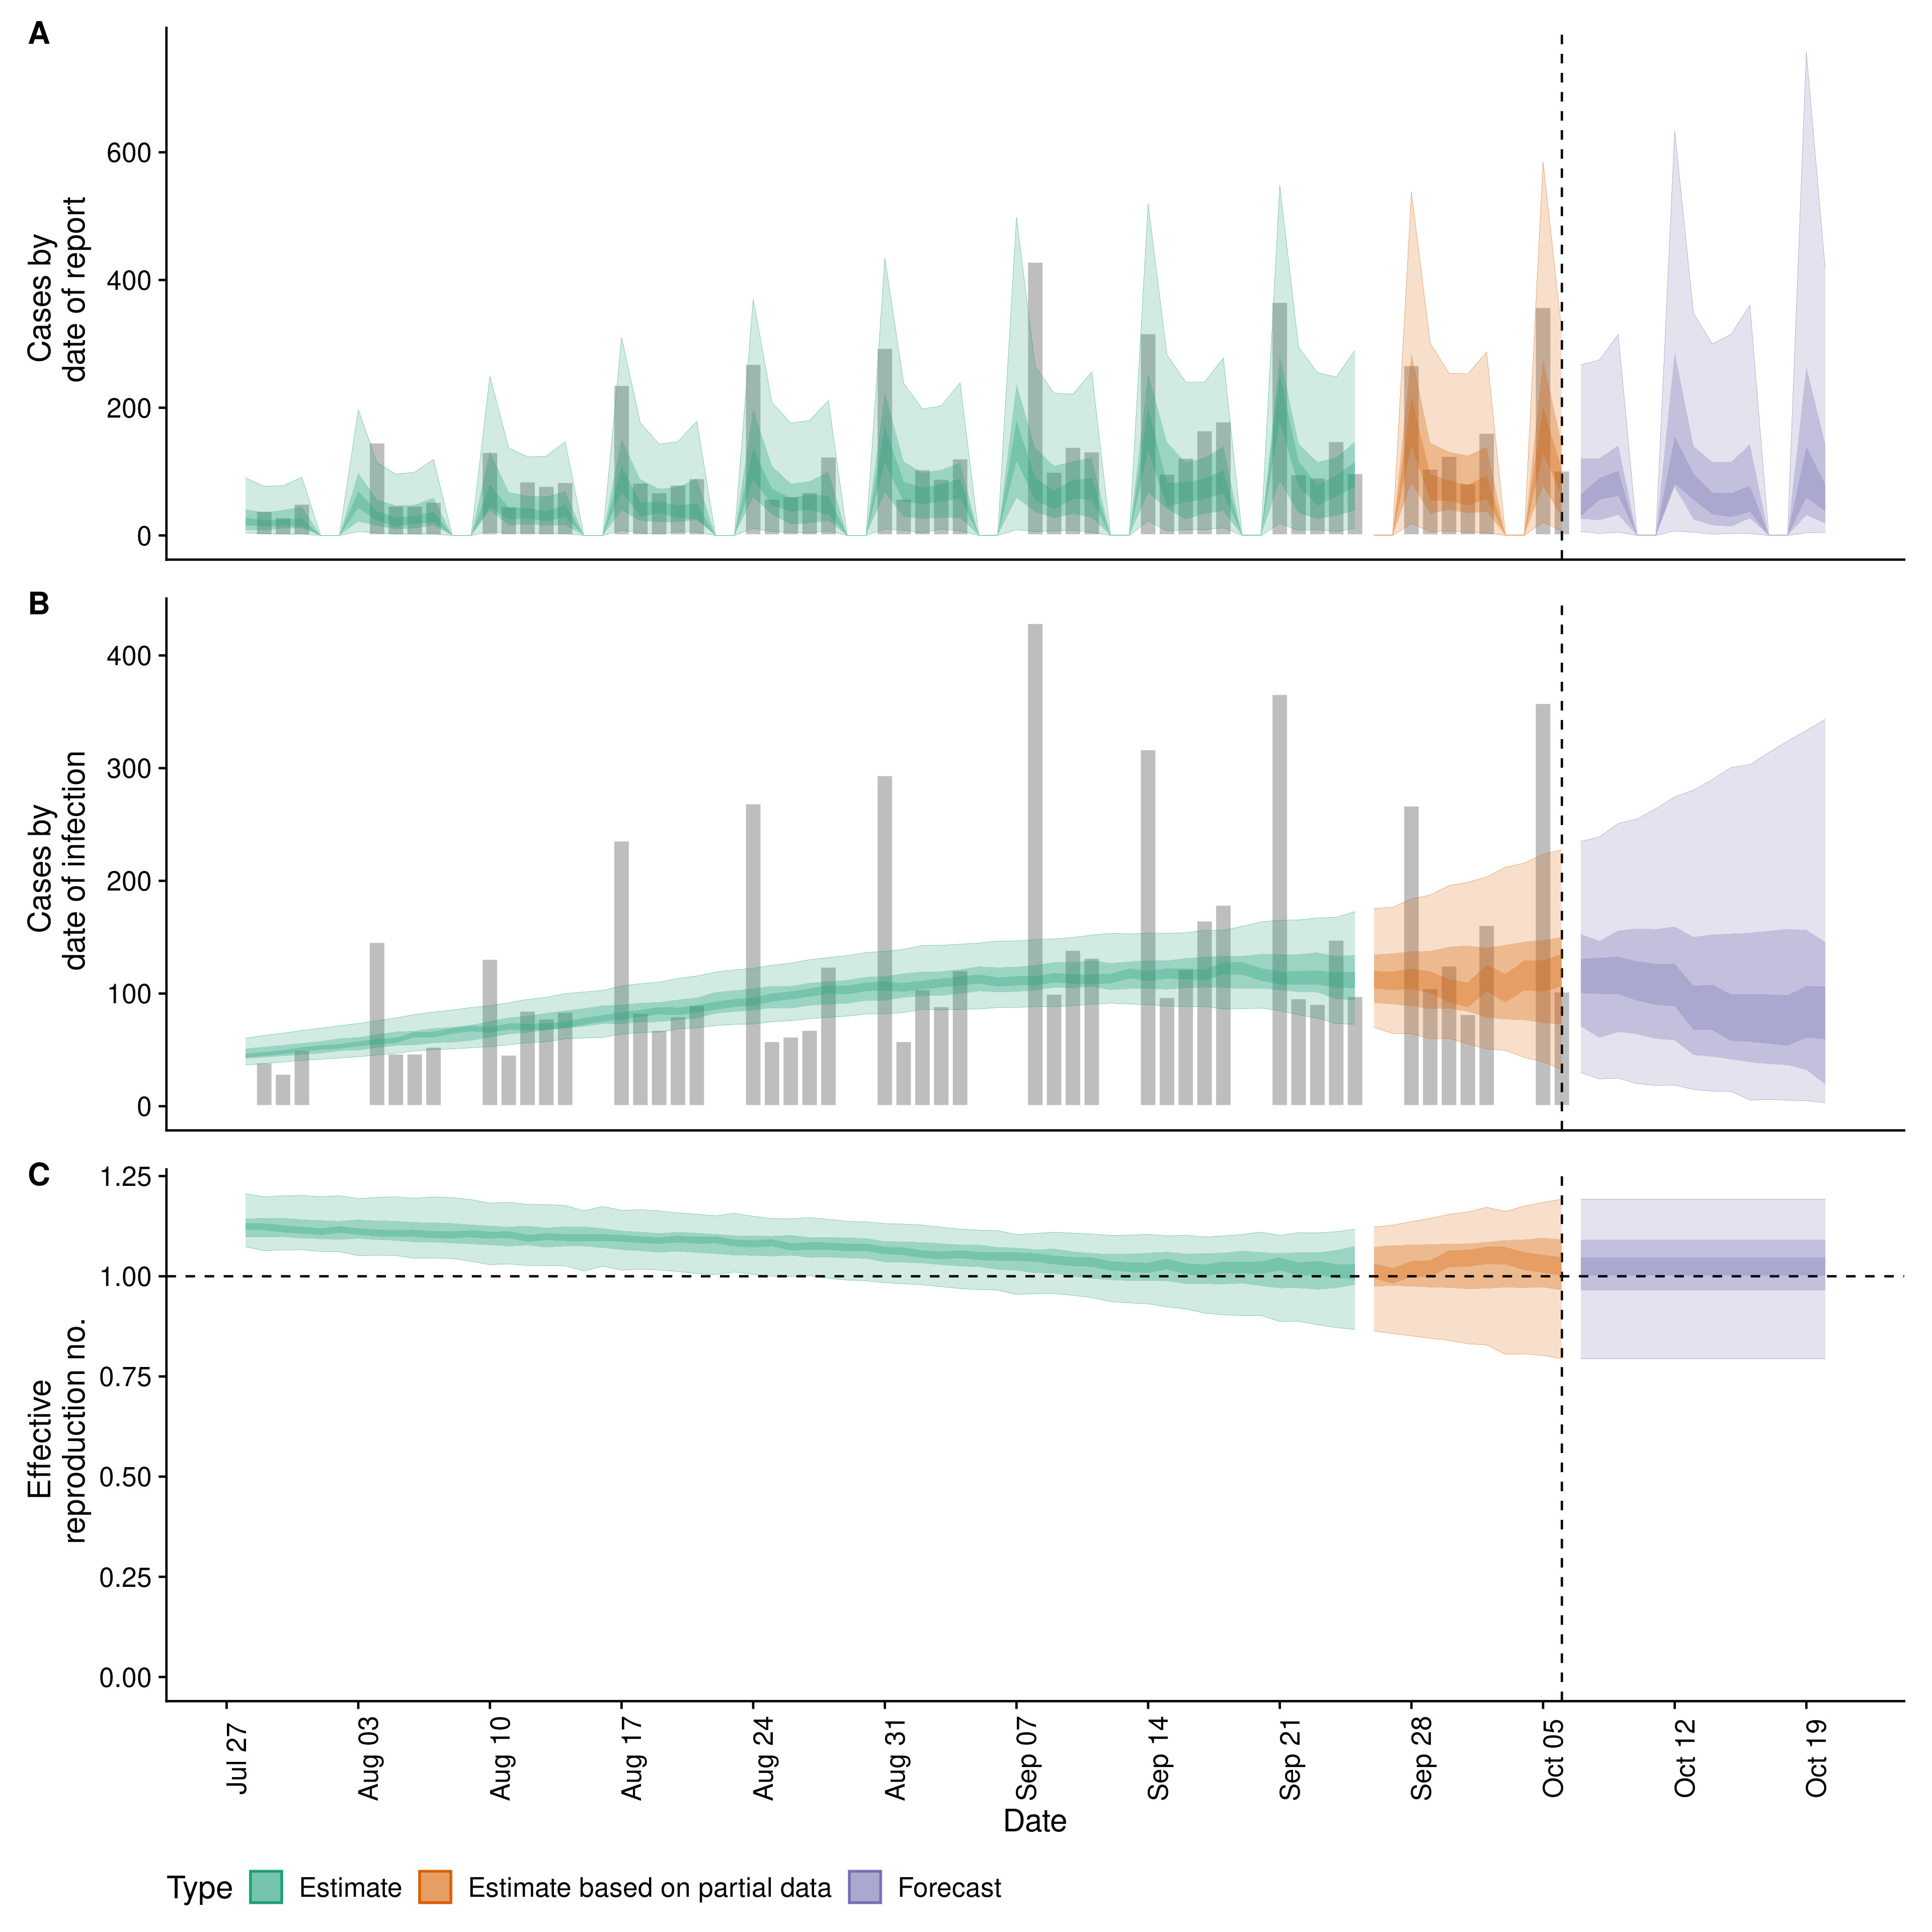 A
Cases by
date of report
600
400
200
0
B
Cases by
date of infection
400
300
200
100
0
C
Effective
reproduction no.
1.25
1.00
0.75
0.50
0.25
0.00
Jul 27
Aug 03
Aug 10
Aug 17
Aug 24
Aug 31
Sep 07
Sep 14
Sep 21
Sep 28
Oct 05
Oct 12
Oct 19
Date
Type Estimate Estimate based on partial data Forecast